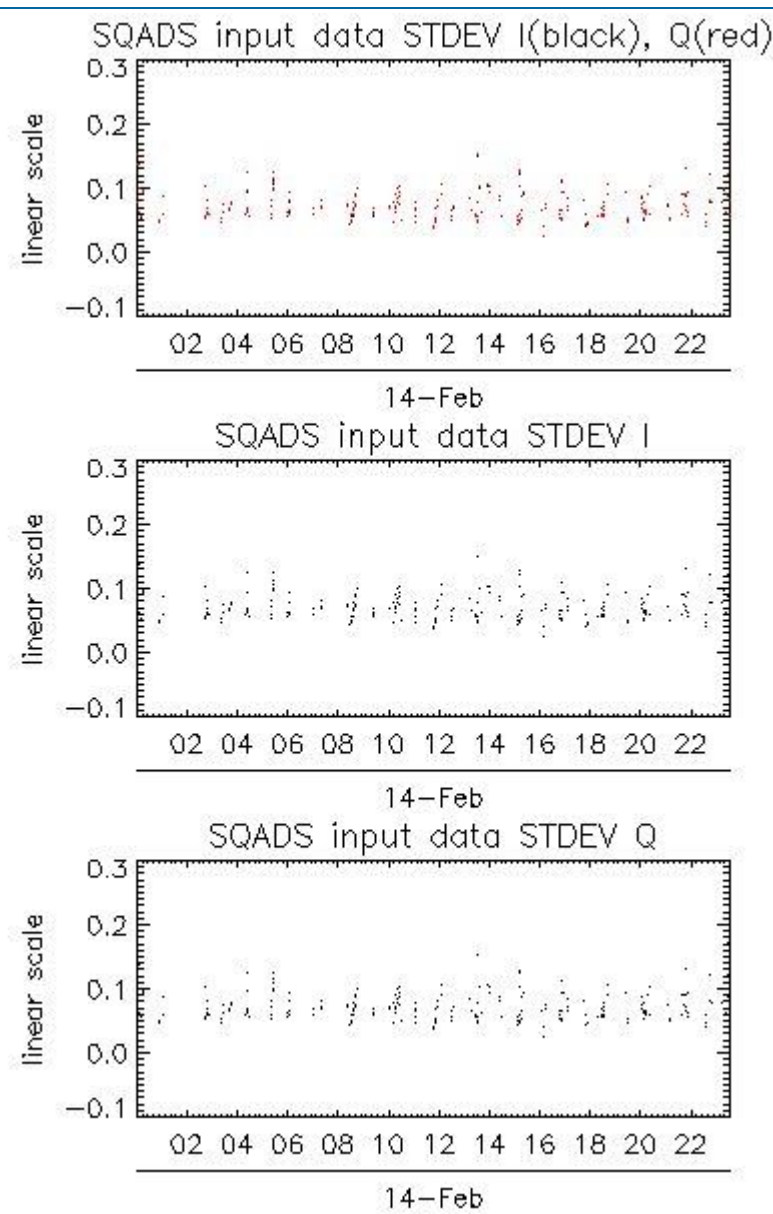 SQADS input data STDEV I(black), Q(red)
0.3
0.2
0.1
0.0
−0.1
linear scale
02 04 06 08 10 12 14 16 18 20 22
14−Feb
SQADS input data STDEV I
0.3
0.2
0.1
0.0
−0.1
linear scale
02 04 06 08 10 12 14 16 18 20 22
14−Feb
SQADS input data STDEV Q
0.3
0.2
0.1
0.0
−0.1
linear scale
02 04 06 08 10 12 14 16 18 20 22
14−Feb